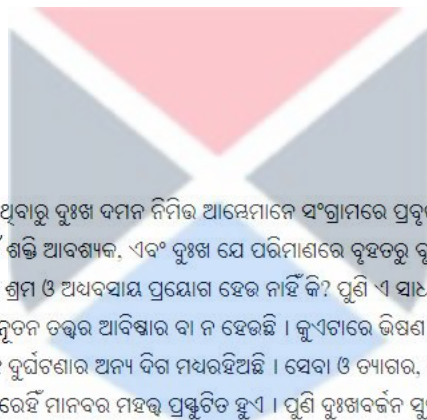 ଥିବାରୁ ଦୁଃଖ ଦମନ ନିମିତ୍ତ ଆମ୍ଭେମାନେ ସଂଗ୍ରାମରେ ପ୍ରବୃ
ଶକ୍ତି ଆବଶ୍ୟକ, ଏବଂ ଦୁଃଖ ଯେ ପରିମାଣରେ ବୃହତରୁ ବୃ
ଶ୍ରମ ଓ ଅଧ୍ୟବସାୟ ପ୍ରୟୋଗ ହେଉ ନାହିଁ କି? ପୁଣି ଏ ସାଧ
ନୂତନ ତତ୍ତ୍ୱର ଆବିଷ୍କାର ବା ନ ହେଉଛି । କୁଏଟାରେ ଭିଷଣ
ଦୁର୍ଘଟଣାର ଅନ୍ୟ ଦିଗ ମଧ୍ୟରହିଅଛି । ସେବା ଓ ତ୍ୟାଗର,
ରେହିଁ ମାନବର ମହତ୍ତ୍ୱ ପ୍ରସ୍ଫୁଟିତ ହୁଏ । ପୁଣି ଦୁଃଖବର୍ଜନ ସୁ